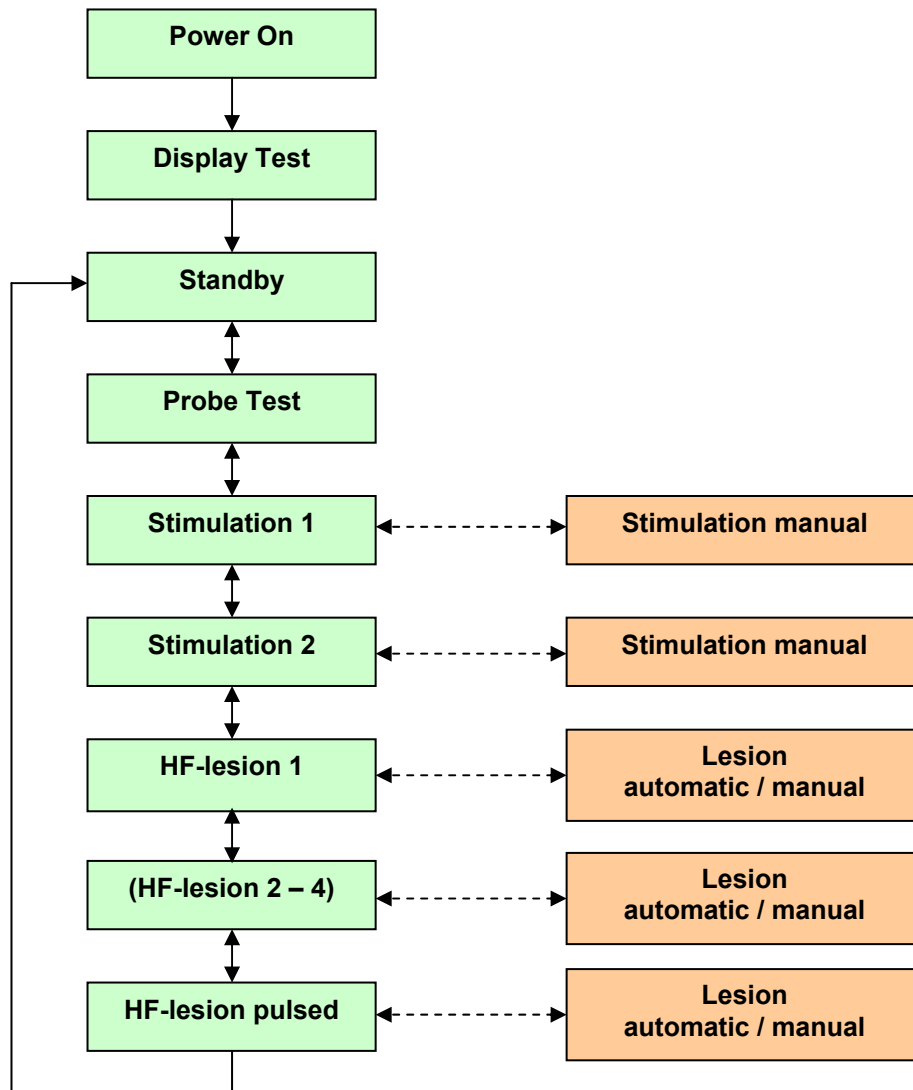 Power On
Display Test
Standby
Probe Test
Stimulation 1
Stimulation manual
Stimulation 2
Stimulation manual
HF-lesion 1
Lesion
automatic / manual
(HF-lesion 2 – 4)
Lesion
automatic / manual
HF-lesion pulsed
Lesion
automatic / manual